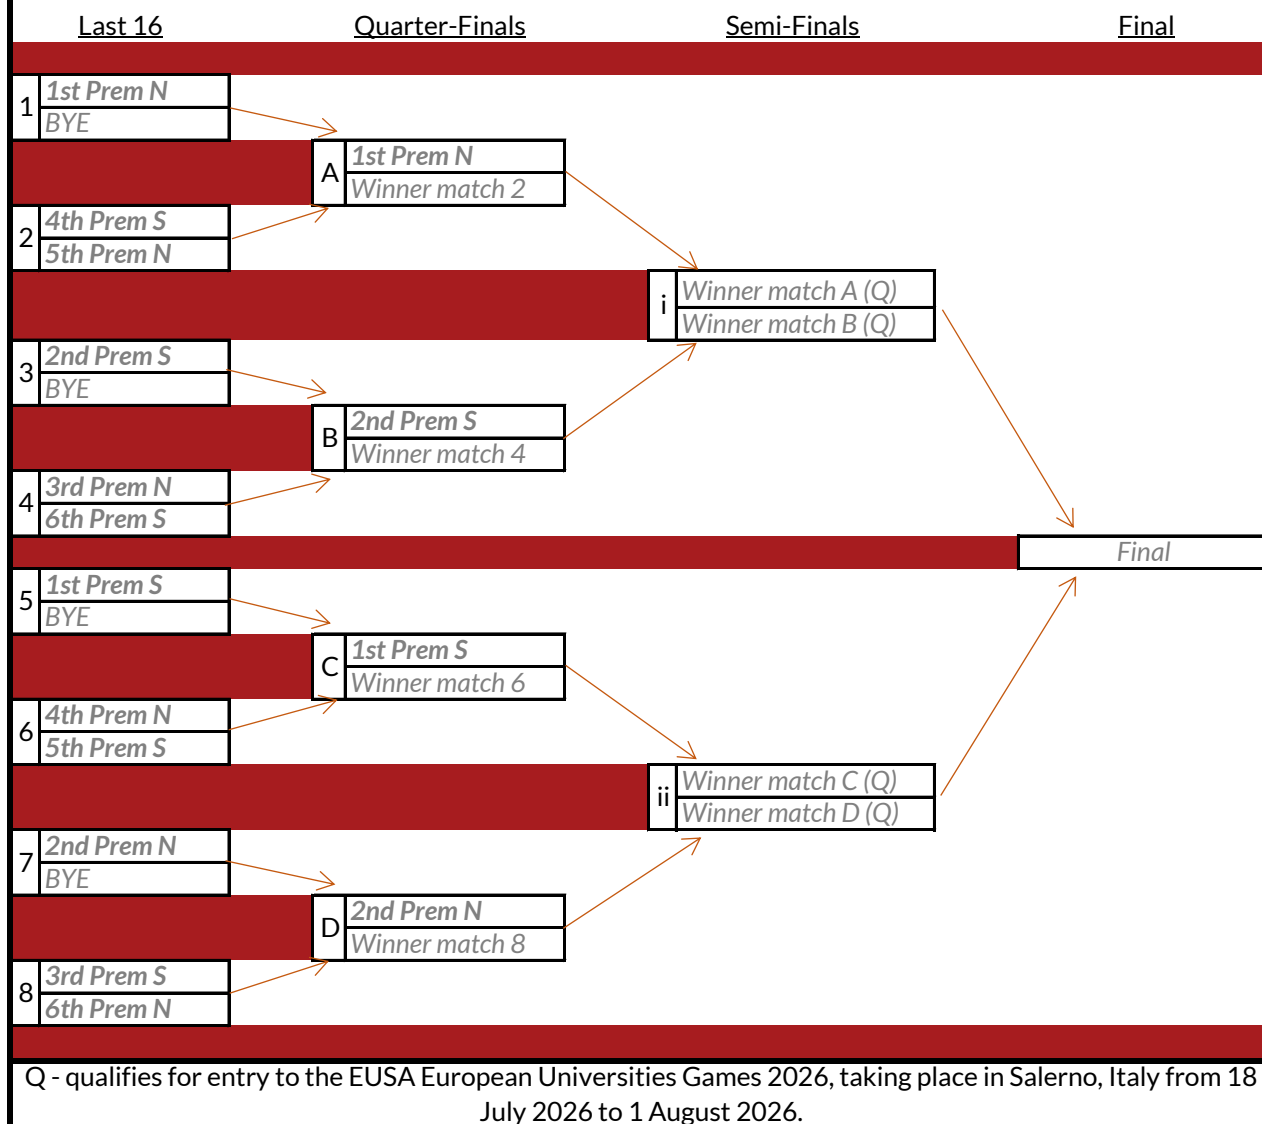 Last 16
Quarter-Finals
Semi-Finals
Final
1
1st Prem N
BYE
A
1st Prem N
Winner match 2
2
4th Prem S
5th Prem N
i
Winner match A (Q)
Winner match B (Q)
3
2nd Prem S
BYE
B
2nd Prem S
Winner match 4
4
3rd Prem N
6th Prem S
Final
5
1st Prem S
BYE
C
1st Prem S
Winner match 6
6
4th Prem N
5th Prem S
ii
Winner match C (Q)
Winner match D (Q)
7
2nd Prem N
BYE
D
2nd Prem N
Winner match 8
8
3rd Prem S
6th Prem N
Q - qualifies for entry to the EUSA European Universities Games 2026, taking place in Salerno, Italy from 18
July 2026 to 1 August 2026.